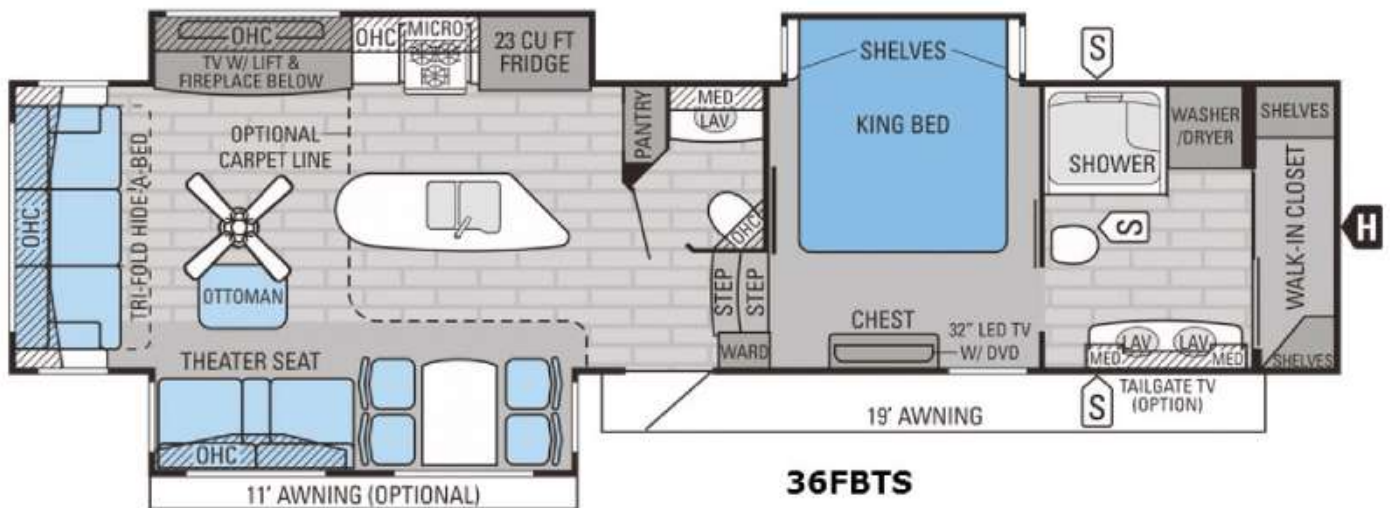 OHC
TV W/ LIFT &
FIREPLACE BELOW
OHC
MICRO
23 CU FT
FRIDGE
OPTIONAL
CARPET LINE
OHC
TRI-FOLD HIDE-A-BED
OTTOMAN
THEATER SEAT
OHC
11' AWNING (OPTIONAL)
PANTRY
MED
LAV
OHC
STEP
STEP
WARD
SHELVES
KING BED
CHEST
32" LED TV
W/ DVD
19' AWNING
S
SHOWER
WASHER
/DRYER
S
LAV
LAV
MED
MED
S
TAILGATE TV
(OPTION)
SHELVES
WALK-IN CLOSET
SHELVES
H
36FBTS